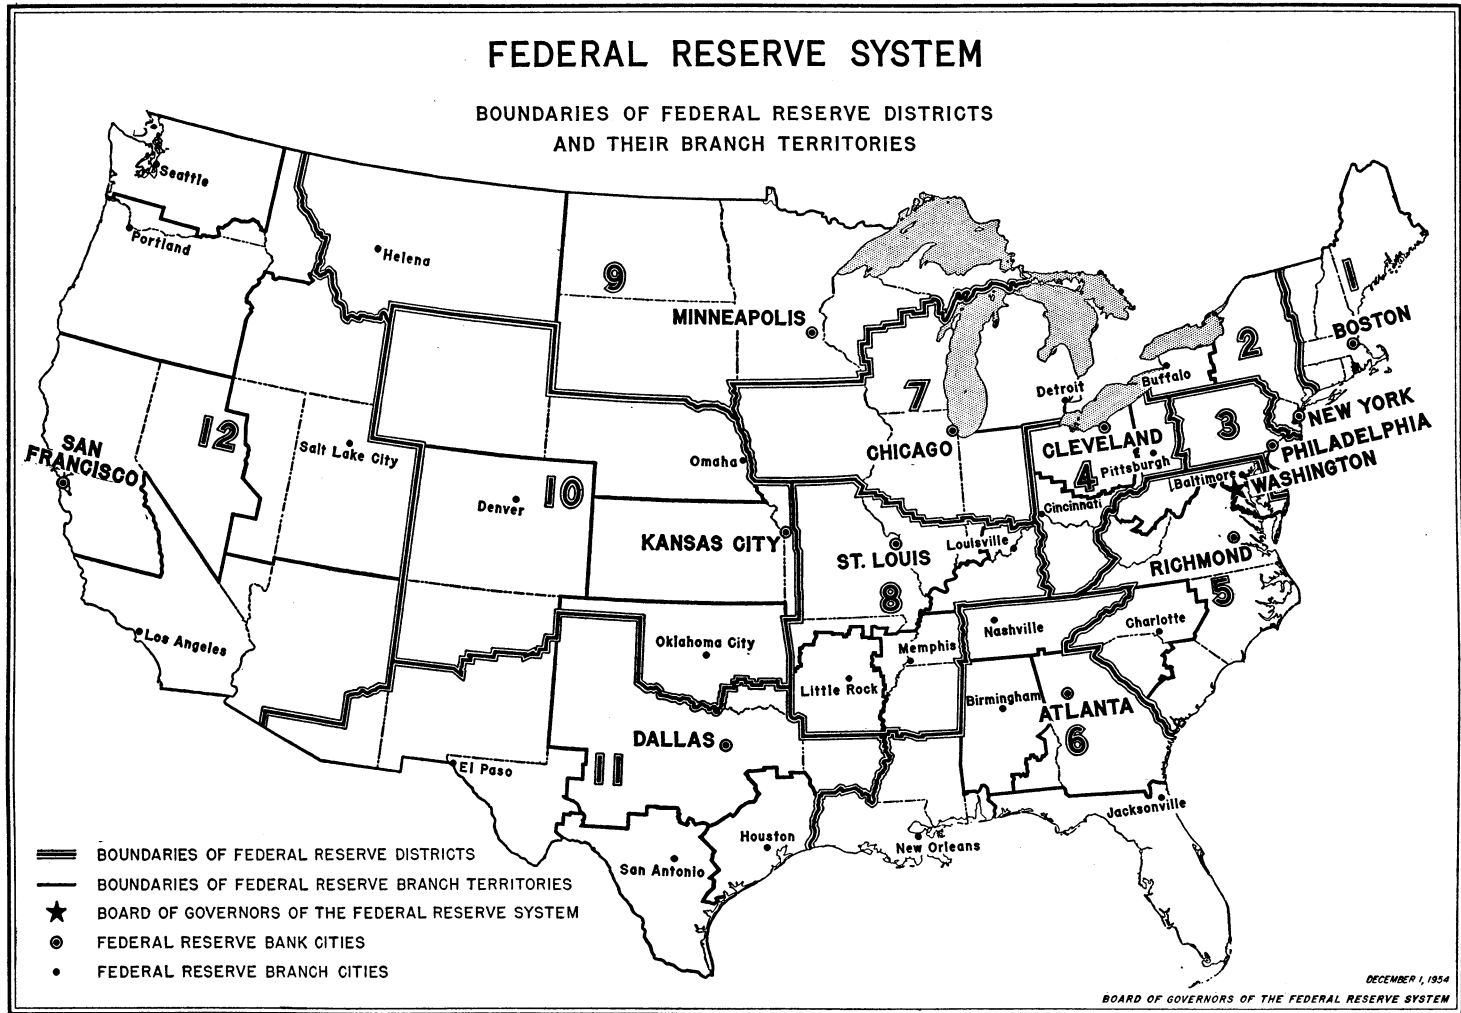 FEDERAL RESERVE SYSTEM
BOUNDARIES OF FEDERAL RESERVE DISTRICTS
AND THEIR BRANCH TERRITORIES
Seattle
Portland
Helena
9
MINNEAPOLIS
1
BOSTON
2
Buffalo
7
Detroit
12
SAN
FRANCISCO
Salt Lake City
Omaha
CHICAGO
CLEVELAND
4
Pittsburgh
3
NEW YORK
PHILADELPHIA
WASHINGTON
Baltimore
Cincinnati
Denver
10
KANSAS CITY
ST. LOUIS
8
Louisville
RICHMOND
5
Los Angeles
Oklahoma City
Nashville
Charlotte
Memphis
Little Rock
Birmingham
ATLANTA
6
DALLAS
11
El Paso
Houston
San Antonio
New Orleans
Jacksonville
BOUNDARIES OF FEDERAL RESERVE DISTRICTS
BOUNDARIES OF FEDERAL RESERVE BRANCH TERRITORIES
BOARD OF GOVERNORS OF THE FEDERAL RESERVE SYSTEM
FEDERAL RESERVE BANK CITIES
FEDERAL RESERVE BRANCH CITIES
DECEMBER 1, 1954
BOARD OF GOVERNORS OF THE FEDERAL RESERVE SYSTEM